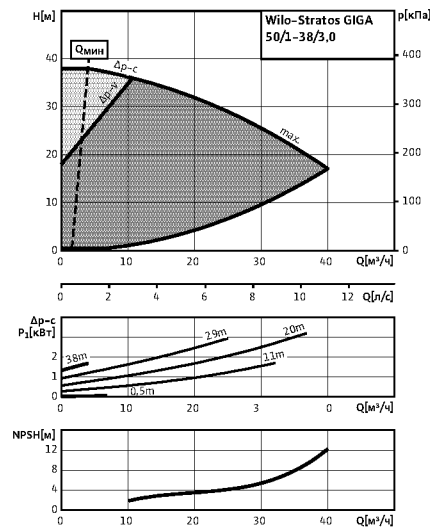 H[м]
p[кПа]
Wilo-Stratos GIGA
50/1-38/3,0
Qмин
Δp-c
Δp-v
max.
40
30
20
10
0
400
300
200
100
0
0 10 20 30 40
Q[м³/ч]
0 2 4 6 8 10 12 Q[л/с]
Δp-c
P₁[кВт]
38m
29m
20m
11m
0,5m
2
1
0
0 10 20 3 40 Q[м³/ч]
NPSH[м]
12
8
4
0
0 10 20 30 40 Q[м³/ч]